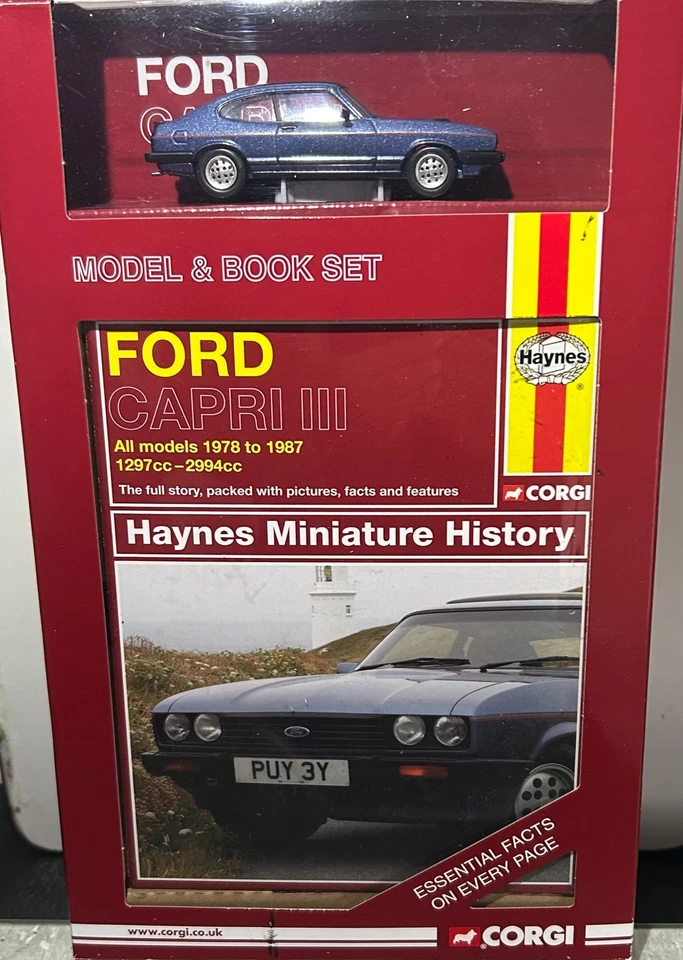 FORD
MODEL & BOOK SET
FORD
CAPRI III
All models 1978 to 1987
1297cc–2994cc
The full story, packed with pictures, facts and features
Haynes
®
CORGI
Haynes Miniature History
Ford
PUY 3Y
ESSENTIAL FACTS
ON EVERY PAGE
www.corgi.co.uk
CORGI